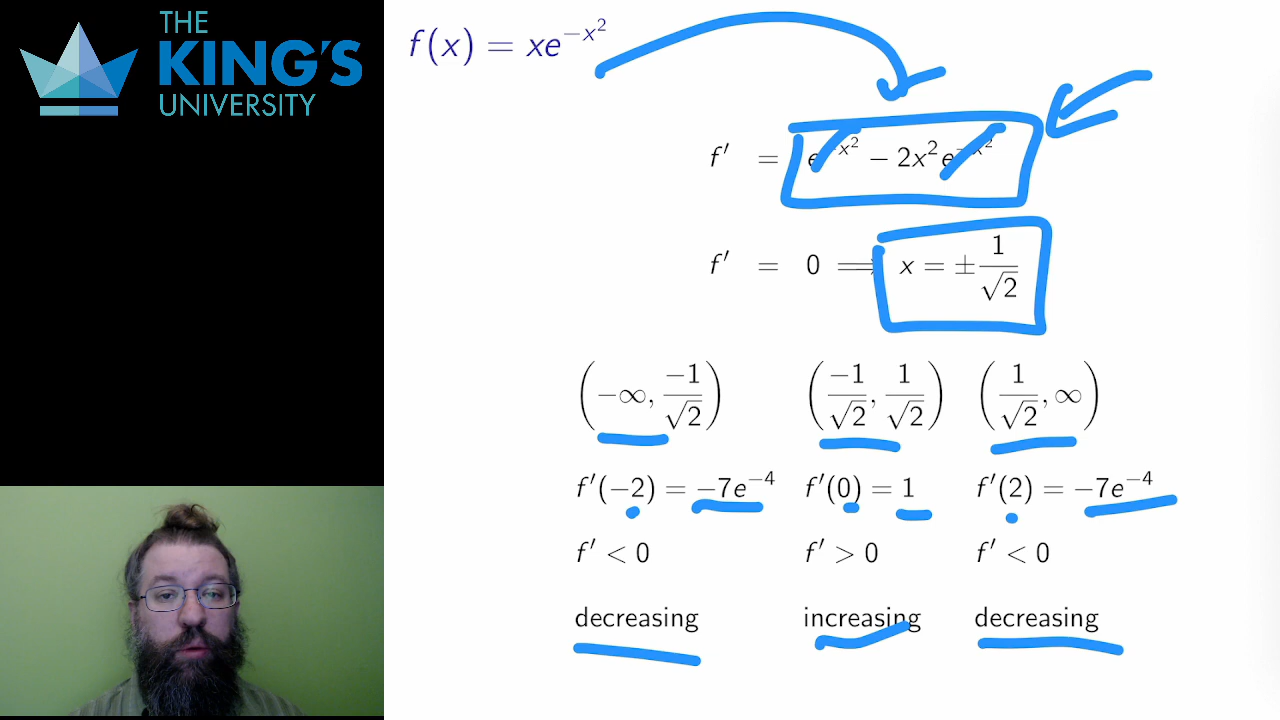 THE
KING'S
UNIVERSITY
f(x) = xe^{-x^2}
f′ = e^{-x^2} − 2x^2e^{-x^2}
f′ = 0 ⟹ x = ±1/√2
(−∞, −1/√2) (−1/√2, 1/√2) (1/√2, ∞)
f′(−2) = −7e^{-4} f′(0) = 1 f′(2) = −7e^{-4}
f′ < 0 f′ > 0 f′ < 0
decreasing increasing decreasing